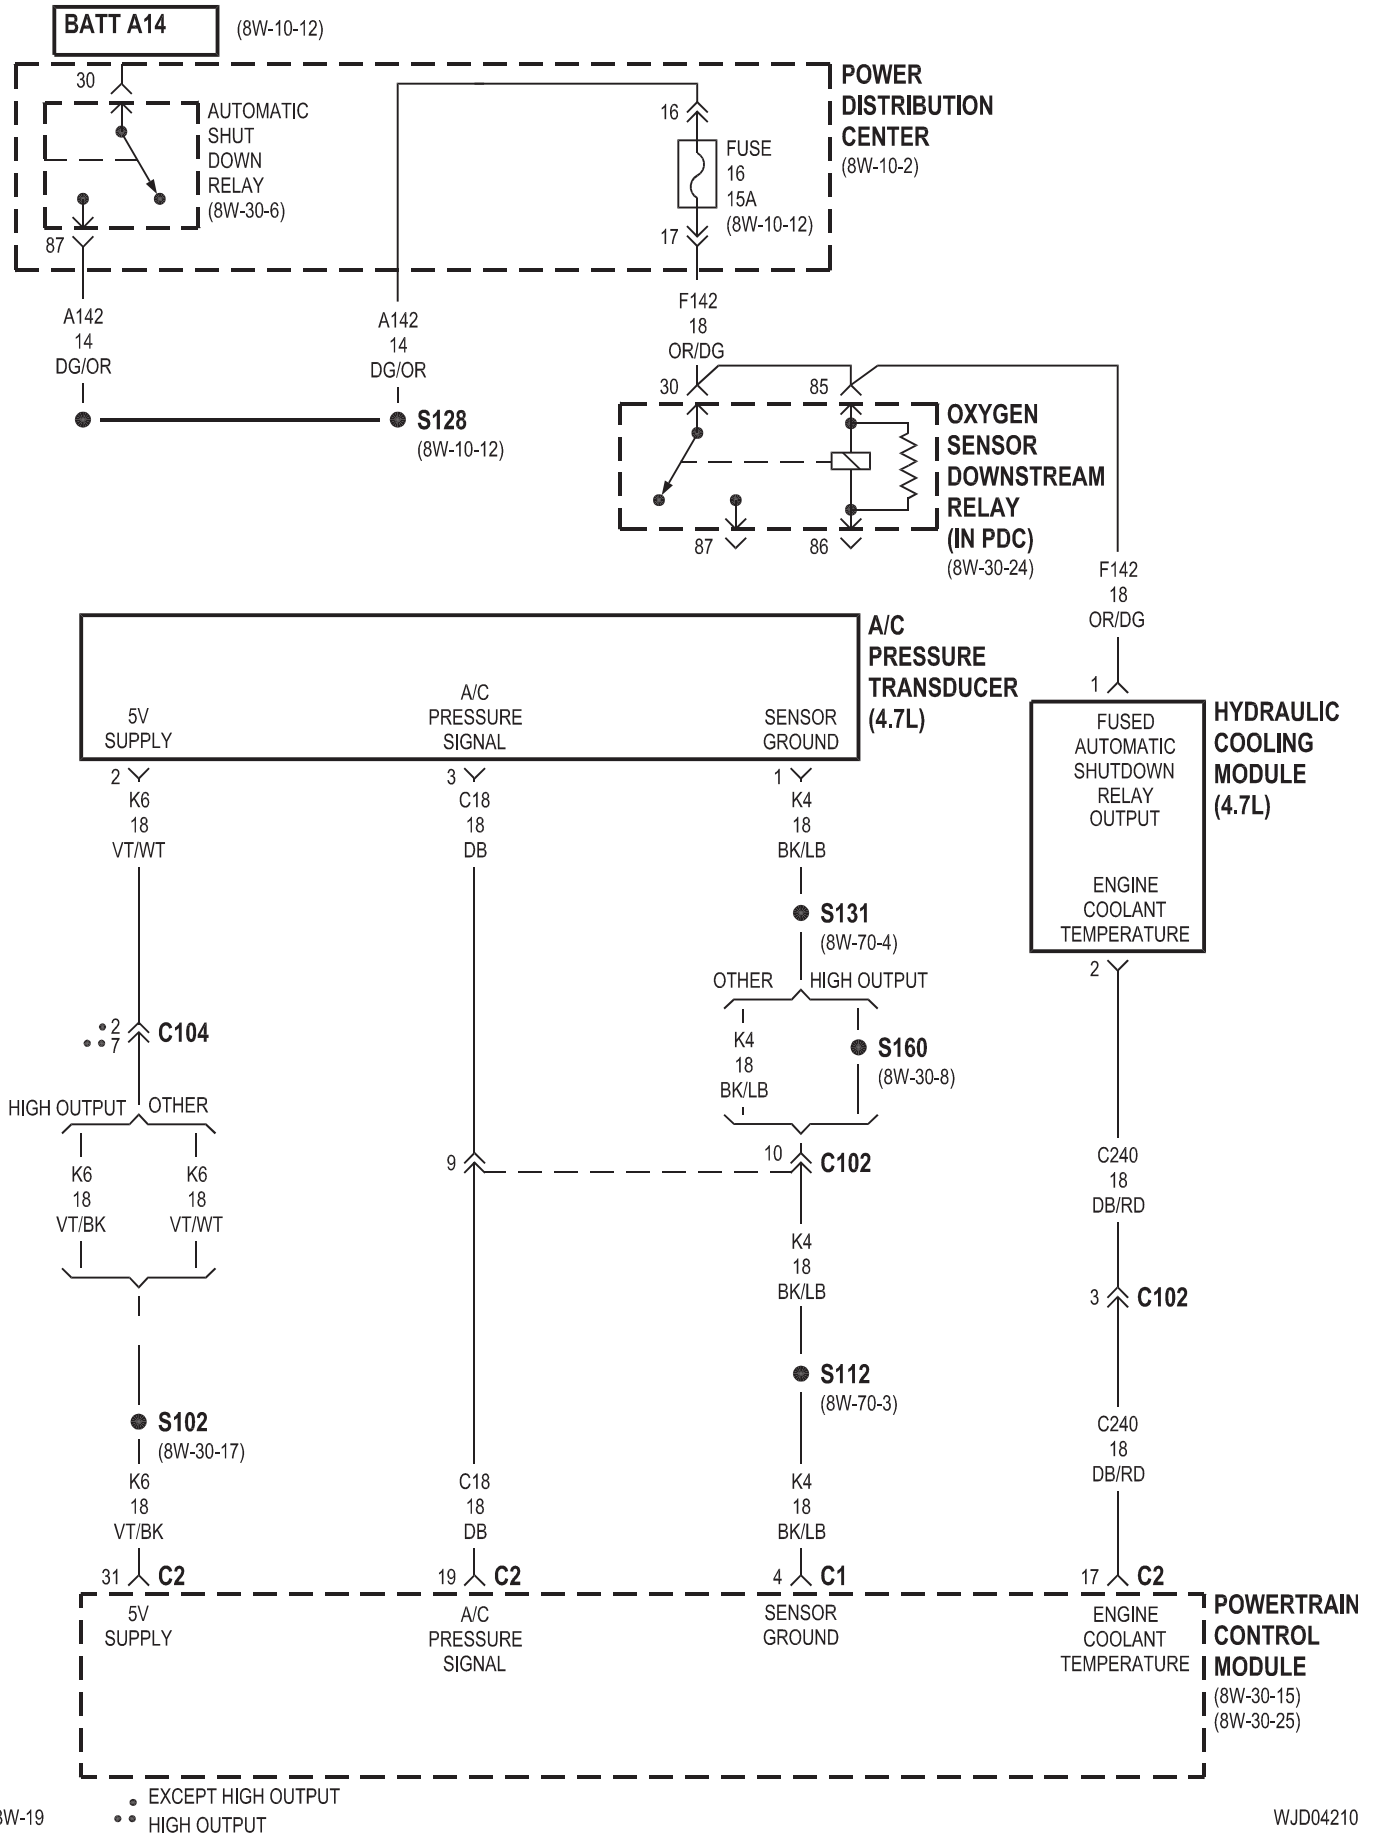 BATT A14
(8W-10-12)
30
AUTOMATIC
SHUT
DOWN
RELAY
(8W-30-6)
87
16
FUSE
16
15A
(8W-10-12)
17
POWER
DISTRIBUTION
CENTER
(8W-10-2)
A142
14
DG/OR
A142
14
DG/OR
S128
(8W-10-12)
F142
18
OR/DG
30
85
87
86
OXYGEN
SENSOR
DOWNSTREAM
RELAY
(IN PDC)
(8W-30-24)
F142
18
OR/DG
5V
SUPPLY
A/C
PRESSURE
SIGNAL
SENSOR
GROUND
A/C
PRESSURE
TRANSDUCER
(4.7L)
1
FUSED
AUTOMATIC
SHUTDOWN
RELAY
OUTPUT
ENGINE
COOLANT
TEMPERATURE
2
HYDRAULIC
COOLING
MODULE
(4.7L)
2
K6
18
VT/WT
3
C18
18
DB
1
K4
18
BK/LB
S131
(8W-70-4)
OTHER
HIGH OUTPUT
K4
18
BK/LB
S160
(8W-30-8)
2
7
C104
HIGH OUTPUT
OTHER
K6
18
VT/BK
K6
18
VT/WT
9
10
C102
C240
18
DB/RD
K4
18
BK/LB
3
C102
S112
(8W-70-3)
S102
(8W-30-17)
K6
18
VT/BK
C18
18
DB
K4
18
BK/LB
C240
18
DB/RD
31
C2
19
C2
4
C1
17
C2
5V
SUPPLY
A/C
PRESSURE
SIGNAL
SENSOR
GROUND
ENGINE
COOLANT
TEMPERATURE
POWERTRAIN
CONTROL
MODULE
(8W-30-15)
(8W-30-25)
• EXCEPT HIGH OUTPUT
•• HIGH OUTPUT
8W-19
WJD04210